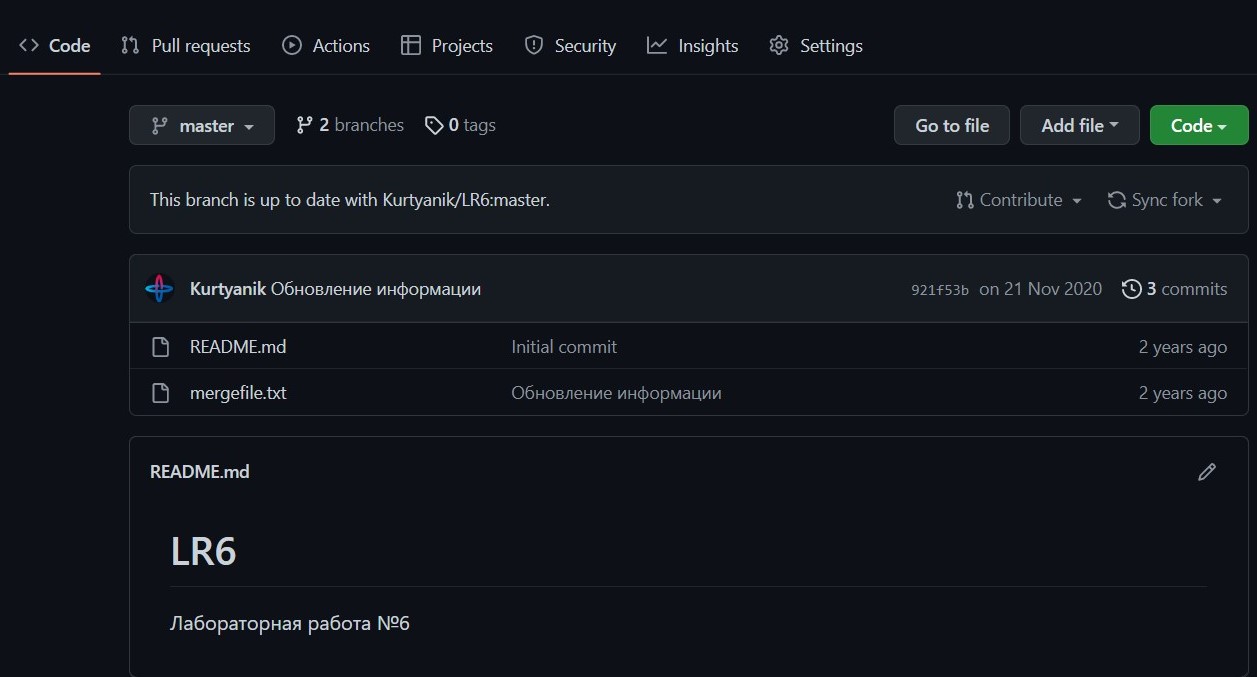 Code Pull requests Actions Projects Security Insights Settings
master 2 branches 0 tags Go to file Add file Code
This branch is up to date with Kurtyanik/LR6:master. Contribute Sync fork
Kurtyanik Обновление информации 921f53b on 21 Nov 2020 3 commits
README.md Initial commit 2 years ago
mergefile.txt Обновление информации 2 years ago
README.md
LR6
Лабораторная работа №6